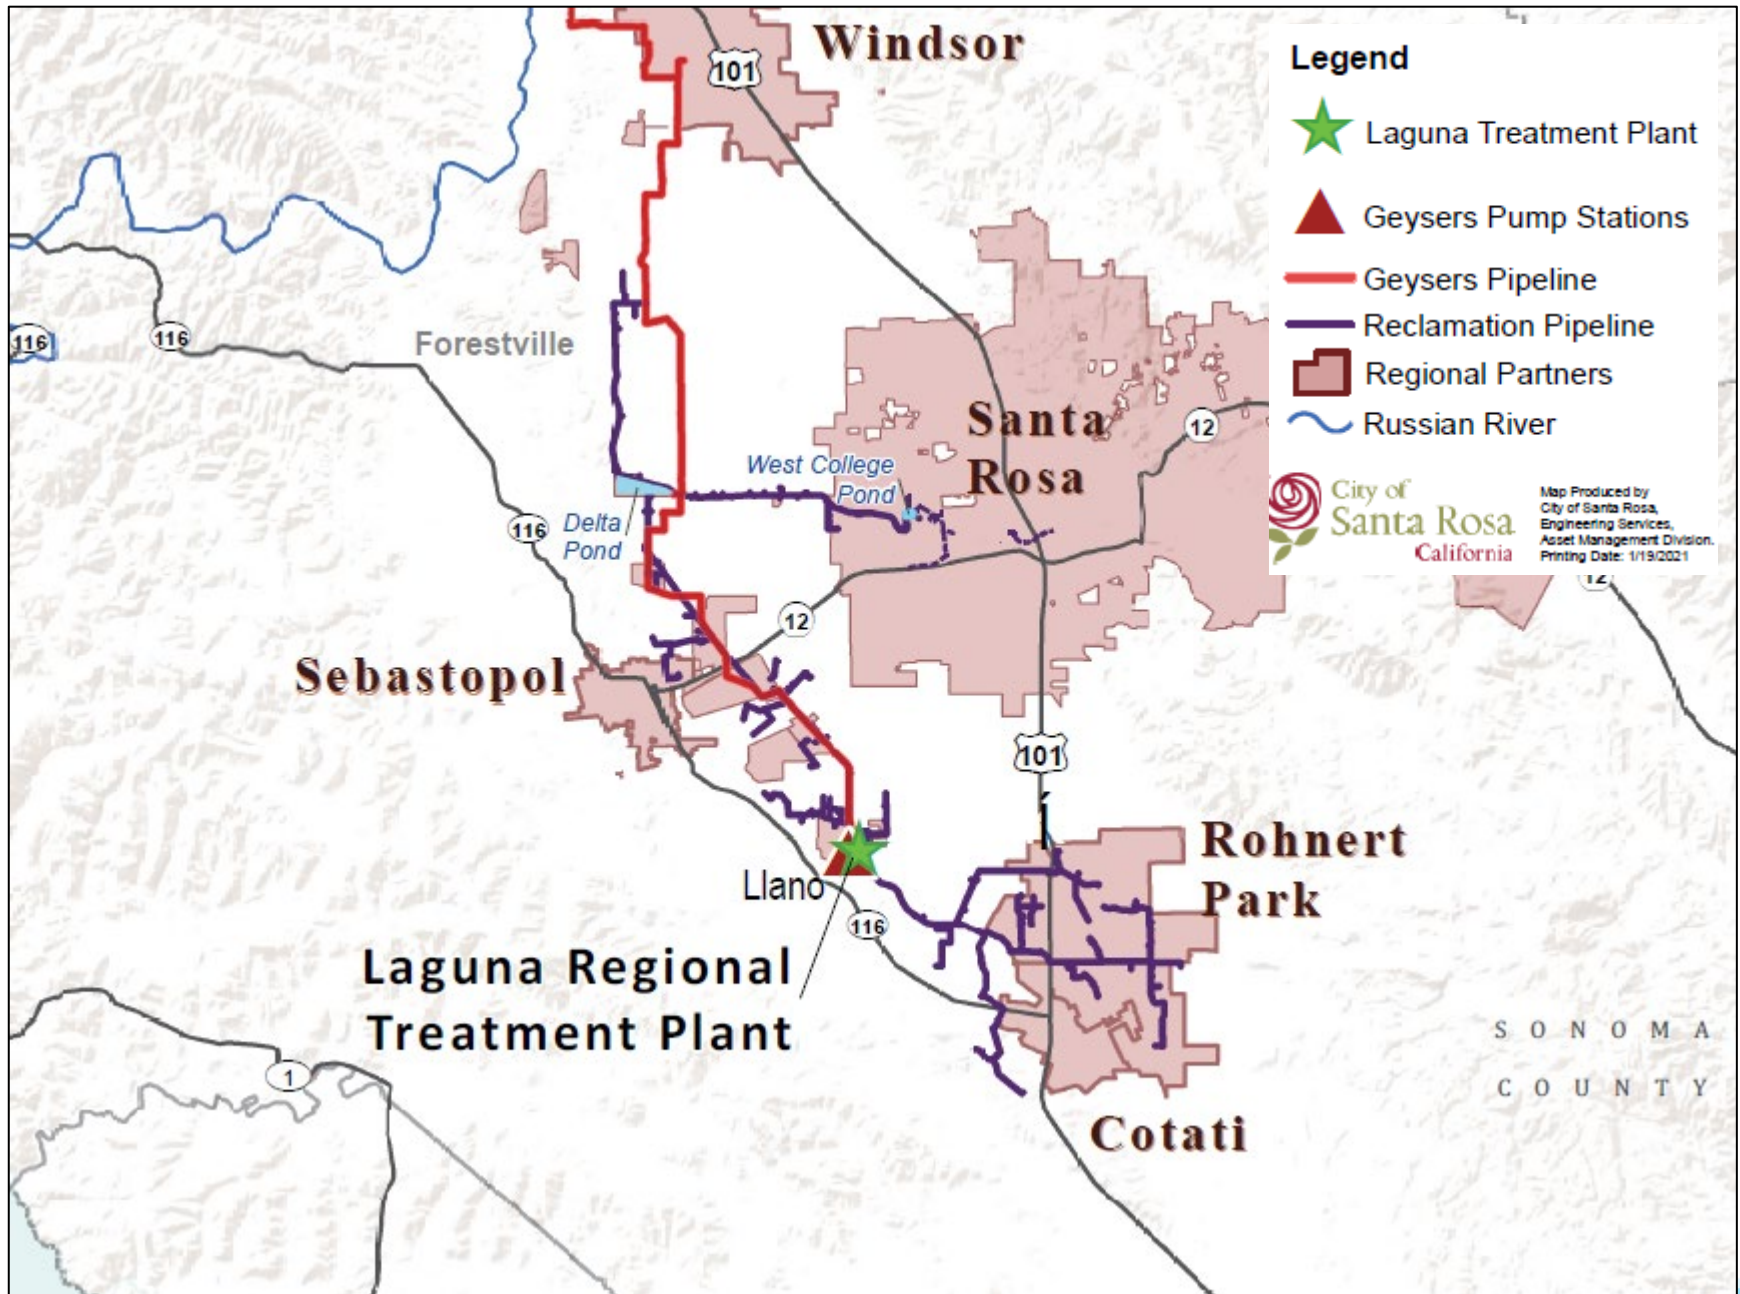 Windsor
101
Legend
Laguna Treatment Plant
Geysers Pump Stations
Geysers Pipeline
Reclamation Pipeline
Regional Partners
Russian River
City of
Santa Rosa
California
Map Produced by
City of Santa Rosa,
Engineering Services,
Asset Management Division.
Printing Date: 1/19/2021
116
116
Forestville
Santa
Rosa
12
West College
Pond
Delta
Pond
116
12
12
Sebastopol
101
Í
Rohnert
Park
Llano
116
Laguna Regional
Treatment Plant
SONOMA
COUNTY
1
Cotati